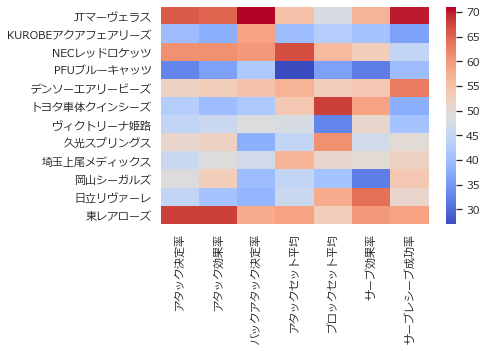 JTマーヴェラス
KUROBEアクアフェアリーズ
NECレッドロケッツ
PFUブルーキャッツ
デンソーエアリービーズ
トヨタ車体クインシーズ
ヴィクトリーナ姫路
久光スプリングス
埼玉上尾メディックス
岡山シーガルズ
日立リヴァーレ
東レアローズ
アタック決定率
アタック効果率
バックアタック決定率
アタックセット平均
ブロックセット平均
サーブ効果率
サーブレシーブ成功率
70
65
60
55
50
45
40
35
30